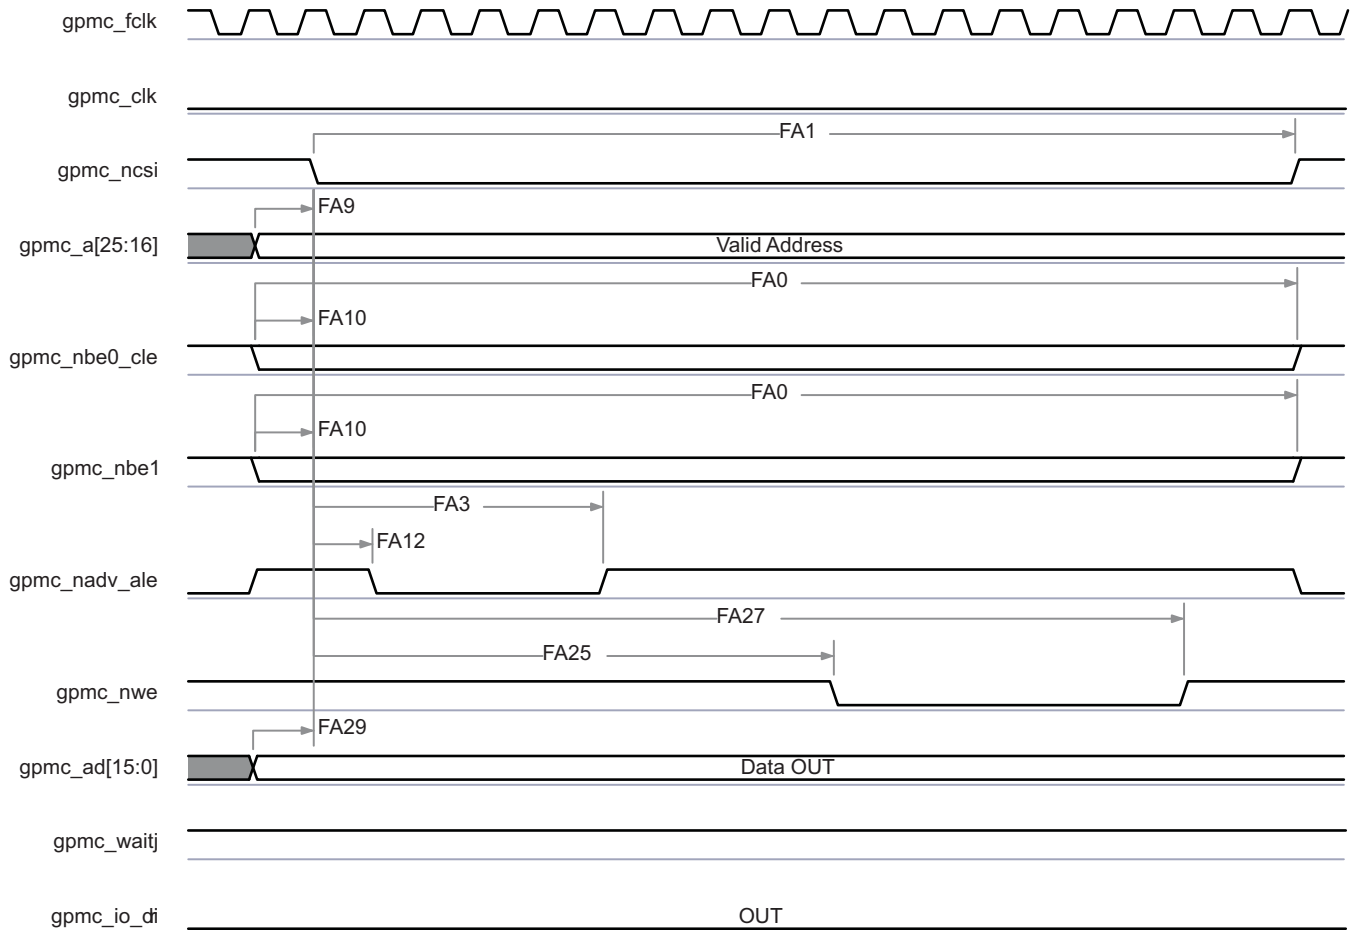 gpmc_fclk
gpmc_clk
FA1
gpmc_ncsi
FA9
gpmc_a[25:16]
Valid Address
FA0
FA10
gpmc_nbe0_cle
FA0
FA10
gpmc_nbe1
FA3
FA12
gpmc_nadv_ale
FA27
FA25
gpmc_nwe
FA29
gpmc_ad[15:0]
Data OUT
gpmc_waitj
gpmc_io_dri
OUT